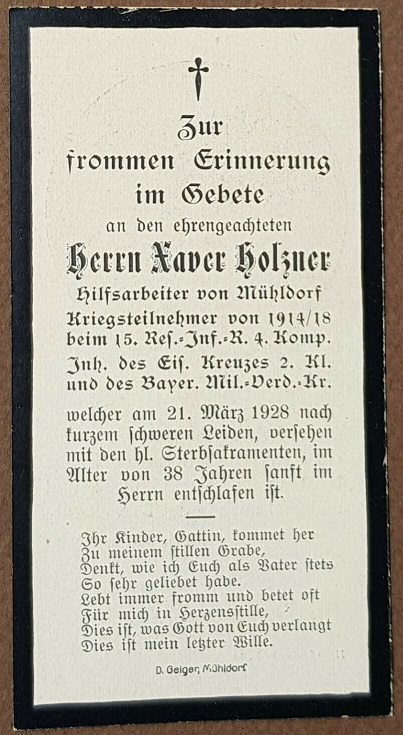 Zur
frommen Erinnerung
im Gebete
an den ehrengeachteten
Herrn Xaver Holzner
Hilfsarbeiter von Mühldorf
Kriegsteilnehmer von 1914/18
beim 15. Res.-Inf.-R. 4. Komp.
Inh. des Eis. Kreuzes 2. Kl.
und des Bayer. Mil.-Verd.-Kr.
welcher am 21. März 1928 nach
kurzem schweren Leiden, versehen
mit den hl. Sterbsakramenten, im
Alter von 38 Jahren sanft im
Herrn entschlafen ist.
Ihr Kinder, Gattin, kommet her
Zu meinem stillen Grabe,
Denkt, wie ich Euch als Vater stets
So sehr geliebet habe.
Lebt immer fromm und betet oft
Für mich in Herzensstille,
Dies ist, was Gott von Euch verlangt
Dies ist mein letzter Wille.
D. Geiger, Mühldorf